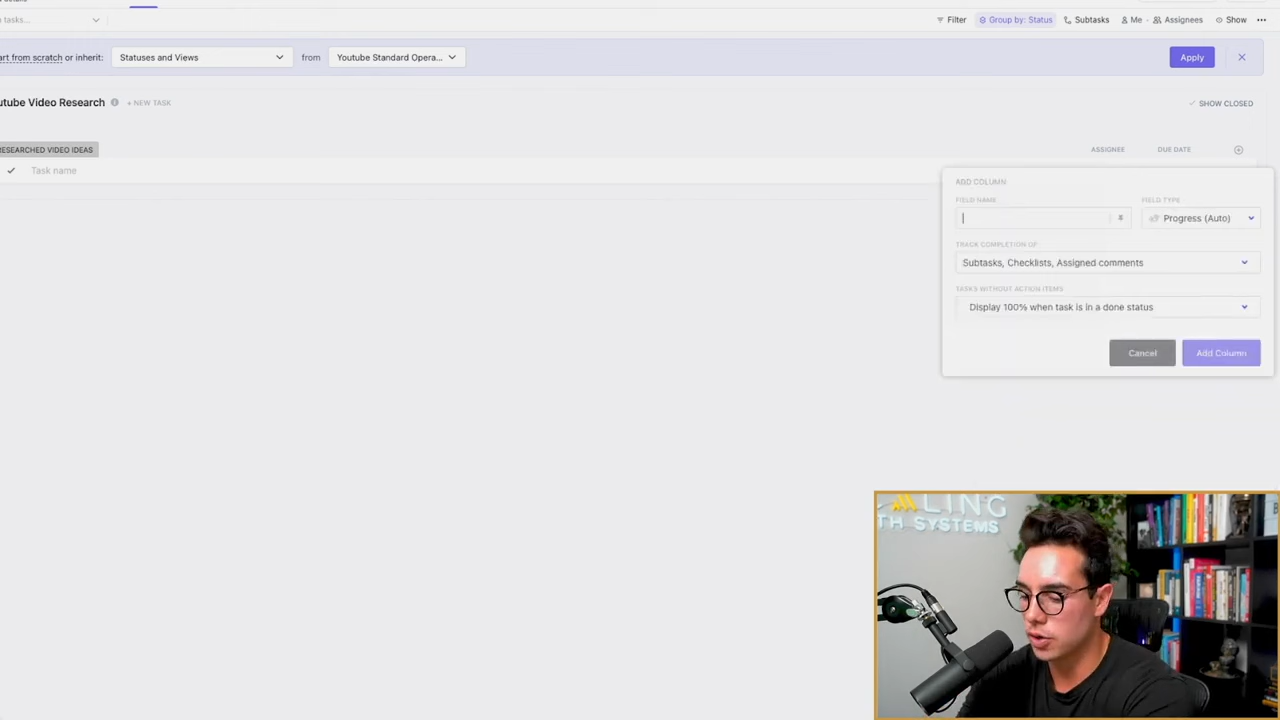 details
n tasks...
Filter Group by: Status Subtasks Me Assignees Show
art from scratch or inherit: Statuses and Views from Youtube Standard Opera... Apply
utube Video Research + NEW TASK SHOW CLOSED
RESEARCHED VIDEO IDEAS ASSIGNEE DUE DATE
Task name
ADD COLUMN
FIELD NAME FIELD TYPE
Progress (Auto)
TRACK COMPLETION OF
Subtasks, Checklists, Assigned comments
TASKS WITHOUT ACTION ITEMS
Display 100% when task is in a done status
Cancel Add Column
LING
TH SYSTEMS